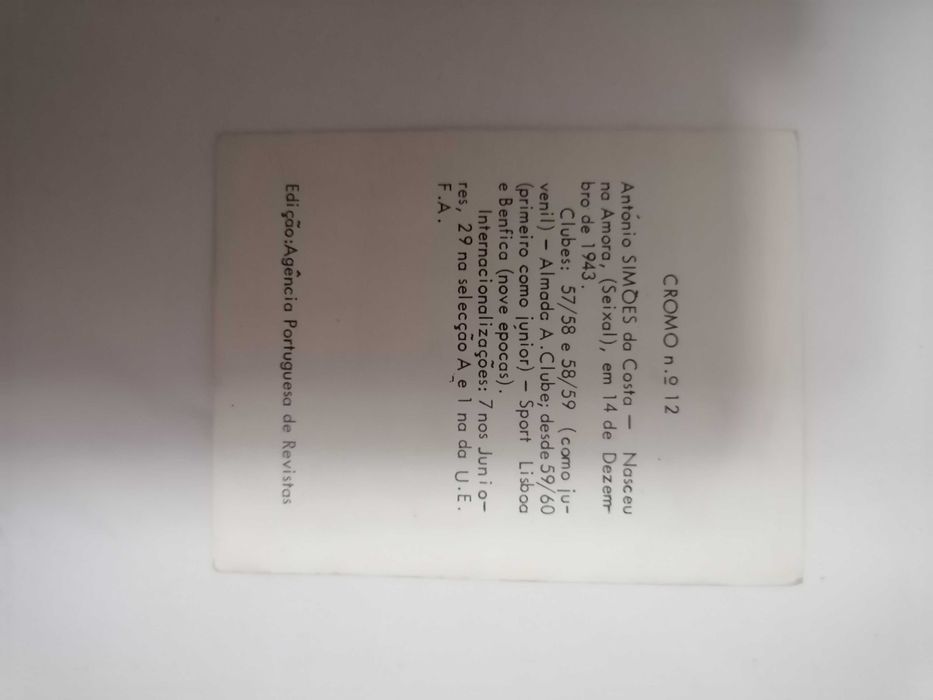 CROMO n.º 12
António SIMÕES da Costa — Nasceu
na Amora, (Seixal), em 14 de Dezem-
bro de 1943.
Clubes: 57/58 e 58/59 (como ju-
venil) — Almada A.Clube; desde 59/60
(primeiro como junior) — Sport Lisboa
e Benfica (nove epocas).
Internacionalizações: 7 nos Junio-
res, 29 na selecção A, e 1 na da U.E.
F.A.
Edição:Agência Portuguesa de Revistas